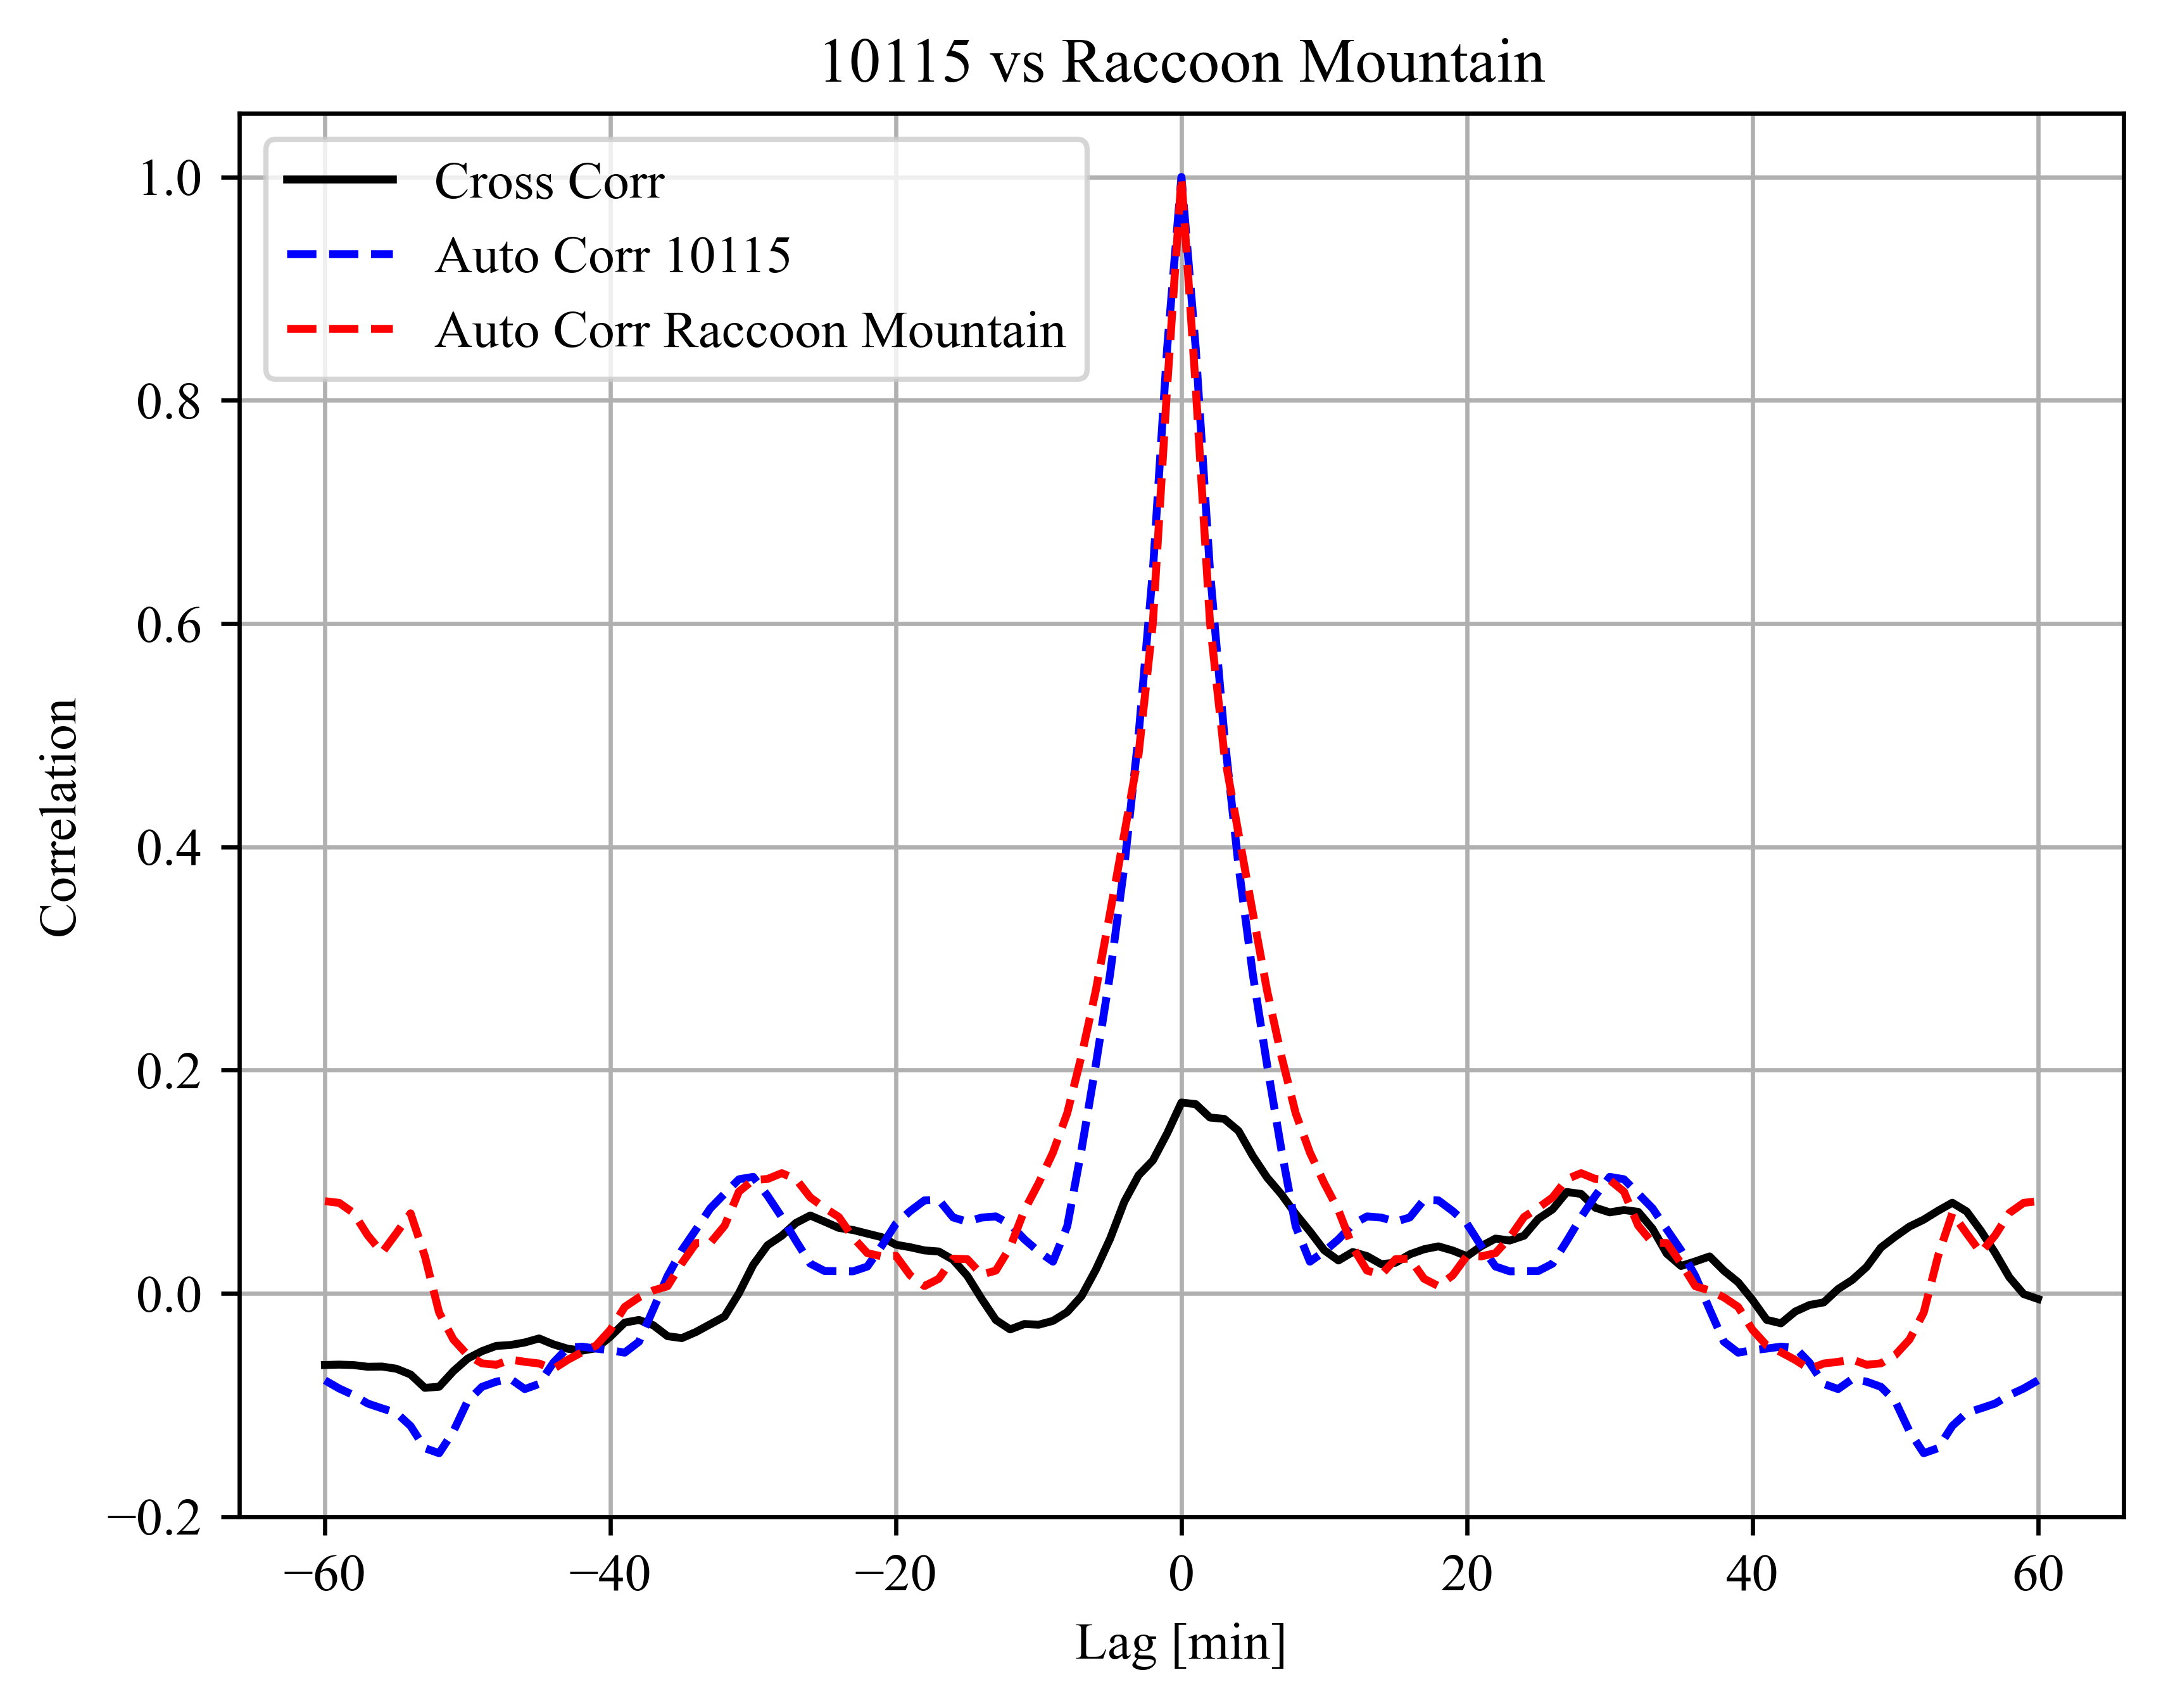 10115 vs Raccoon Mountain
Cross Corr
Auto Corr 10115
Auto Corr Raccoon Mountain
1.0
0.8
0.6
0.4
0.2
0.0
−0.2
Correlation
−60 −40 −20 0 20 40 60
Lag [min]